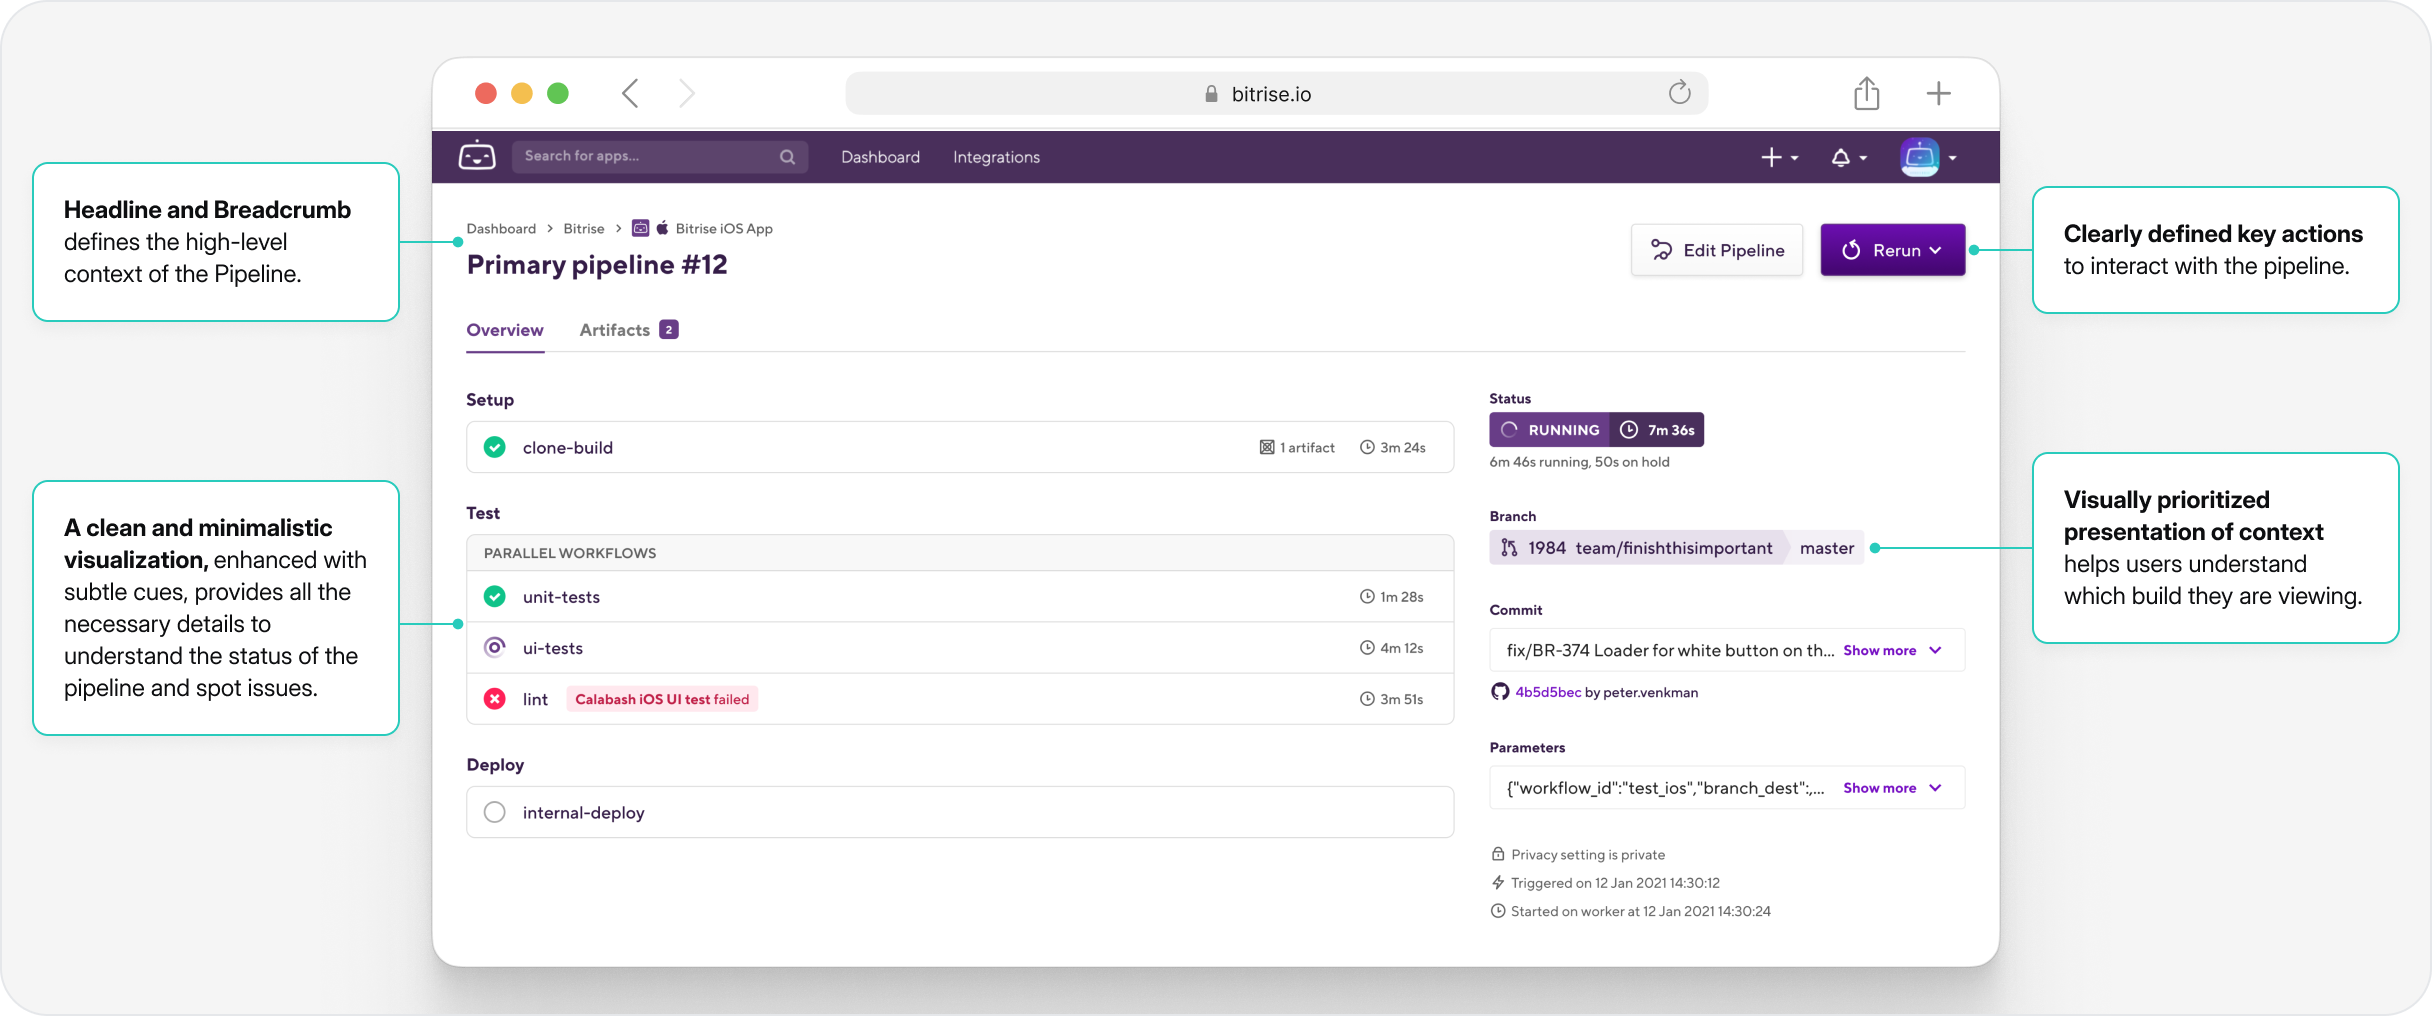 bitrise.io
Search for apps...
Dashboard
Integrations
Headline and Breadcrumb
defines the high-level
context of the Pipeline.
Dashboard > Bitrise > Bitrise iOS App
Primary pipeline #12
Edit Pipeline
Rerun
Clearly defined key actions
to interact with the pipeline.
Overview
Artifacts 2
Setup
clone-build
1 artifact
3m 24s
Test
PARALLEL WORKFLOWS
unit-tests
1m 28s
ui-tests
4m 12s
lint
Calabash iOS UI test failed
3m 51s
Deploy
internal-deploy
A clean and minimalistic
visualization, enhanced with
subtle cues, provides all the
necessary details to
understand the status of the
pipeline and spot issues.
Status
RUNNING
7m 36s
6m 46s running, 50s on hold
Branch
1984 team/finishthisimportant
master
Visually prioritized
presentation of context
helps users understand
which build they are viewing.
Commit
fix/BR-374 Loader for white button on th...
Show more
4b5d5bec by peter.venkman
Parameters
{"workflow_id":"test_ios","branch_dest":,...
Show more
Privacy setting is private
Triggered on 12 Jan 2021 14:30:12
Started on worker at 12 Jan 2021 14:30:24